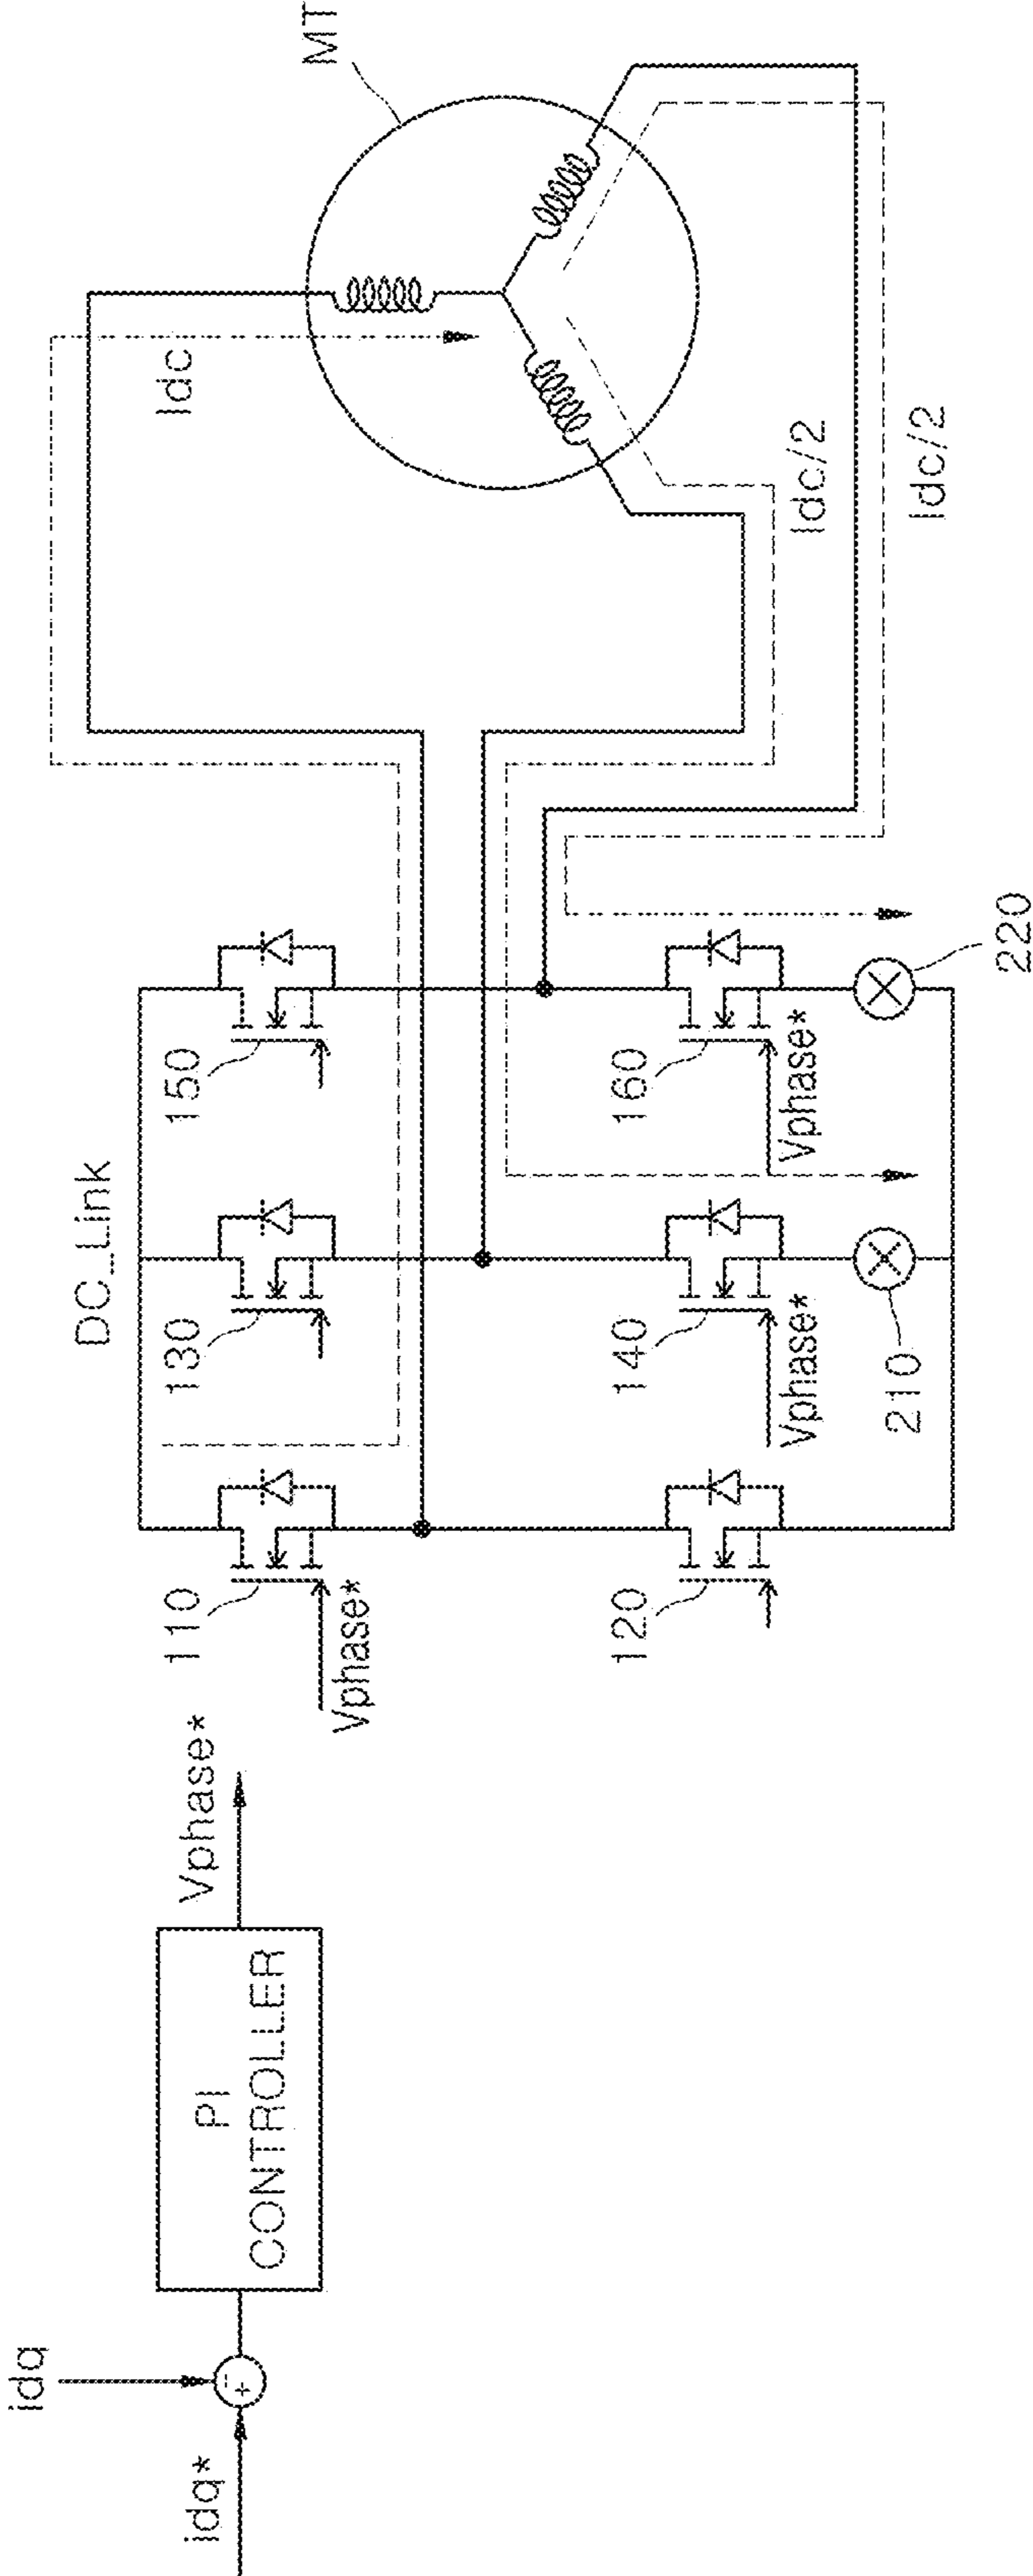 idq*
idq
- +
PI
CONTROLLER
Vphase*
DC_Link
110
130
150
Vphase*
120
140
160
Vphase*
Vphase*
210
220
Idc
MT
Idc/2
Idc/2